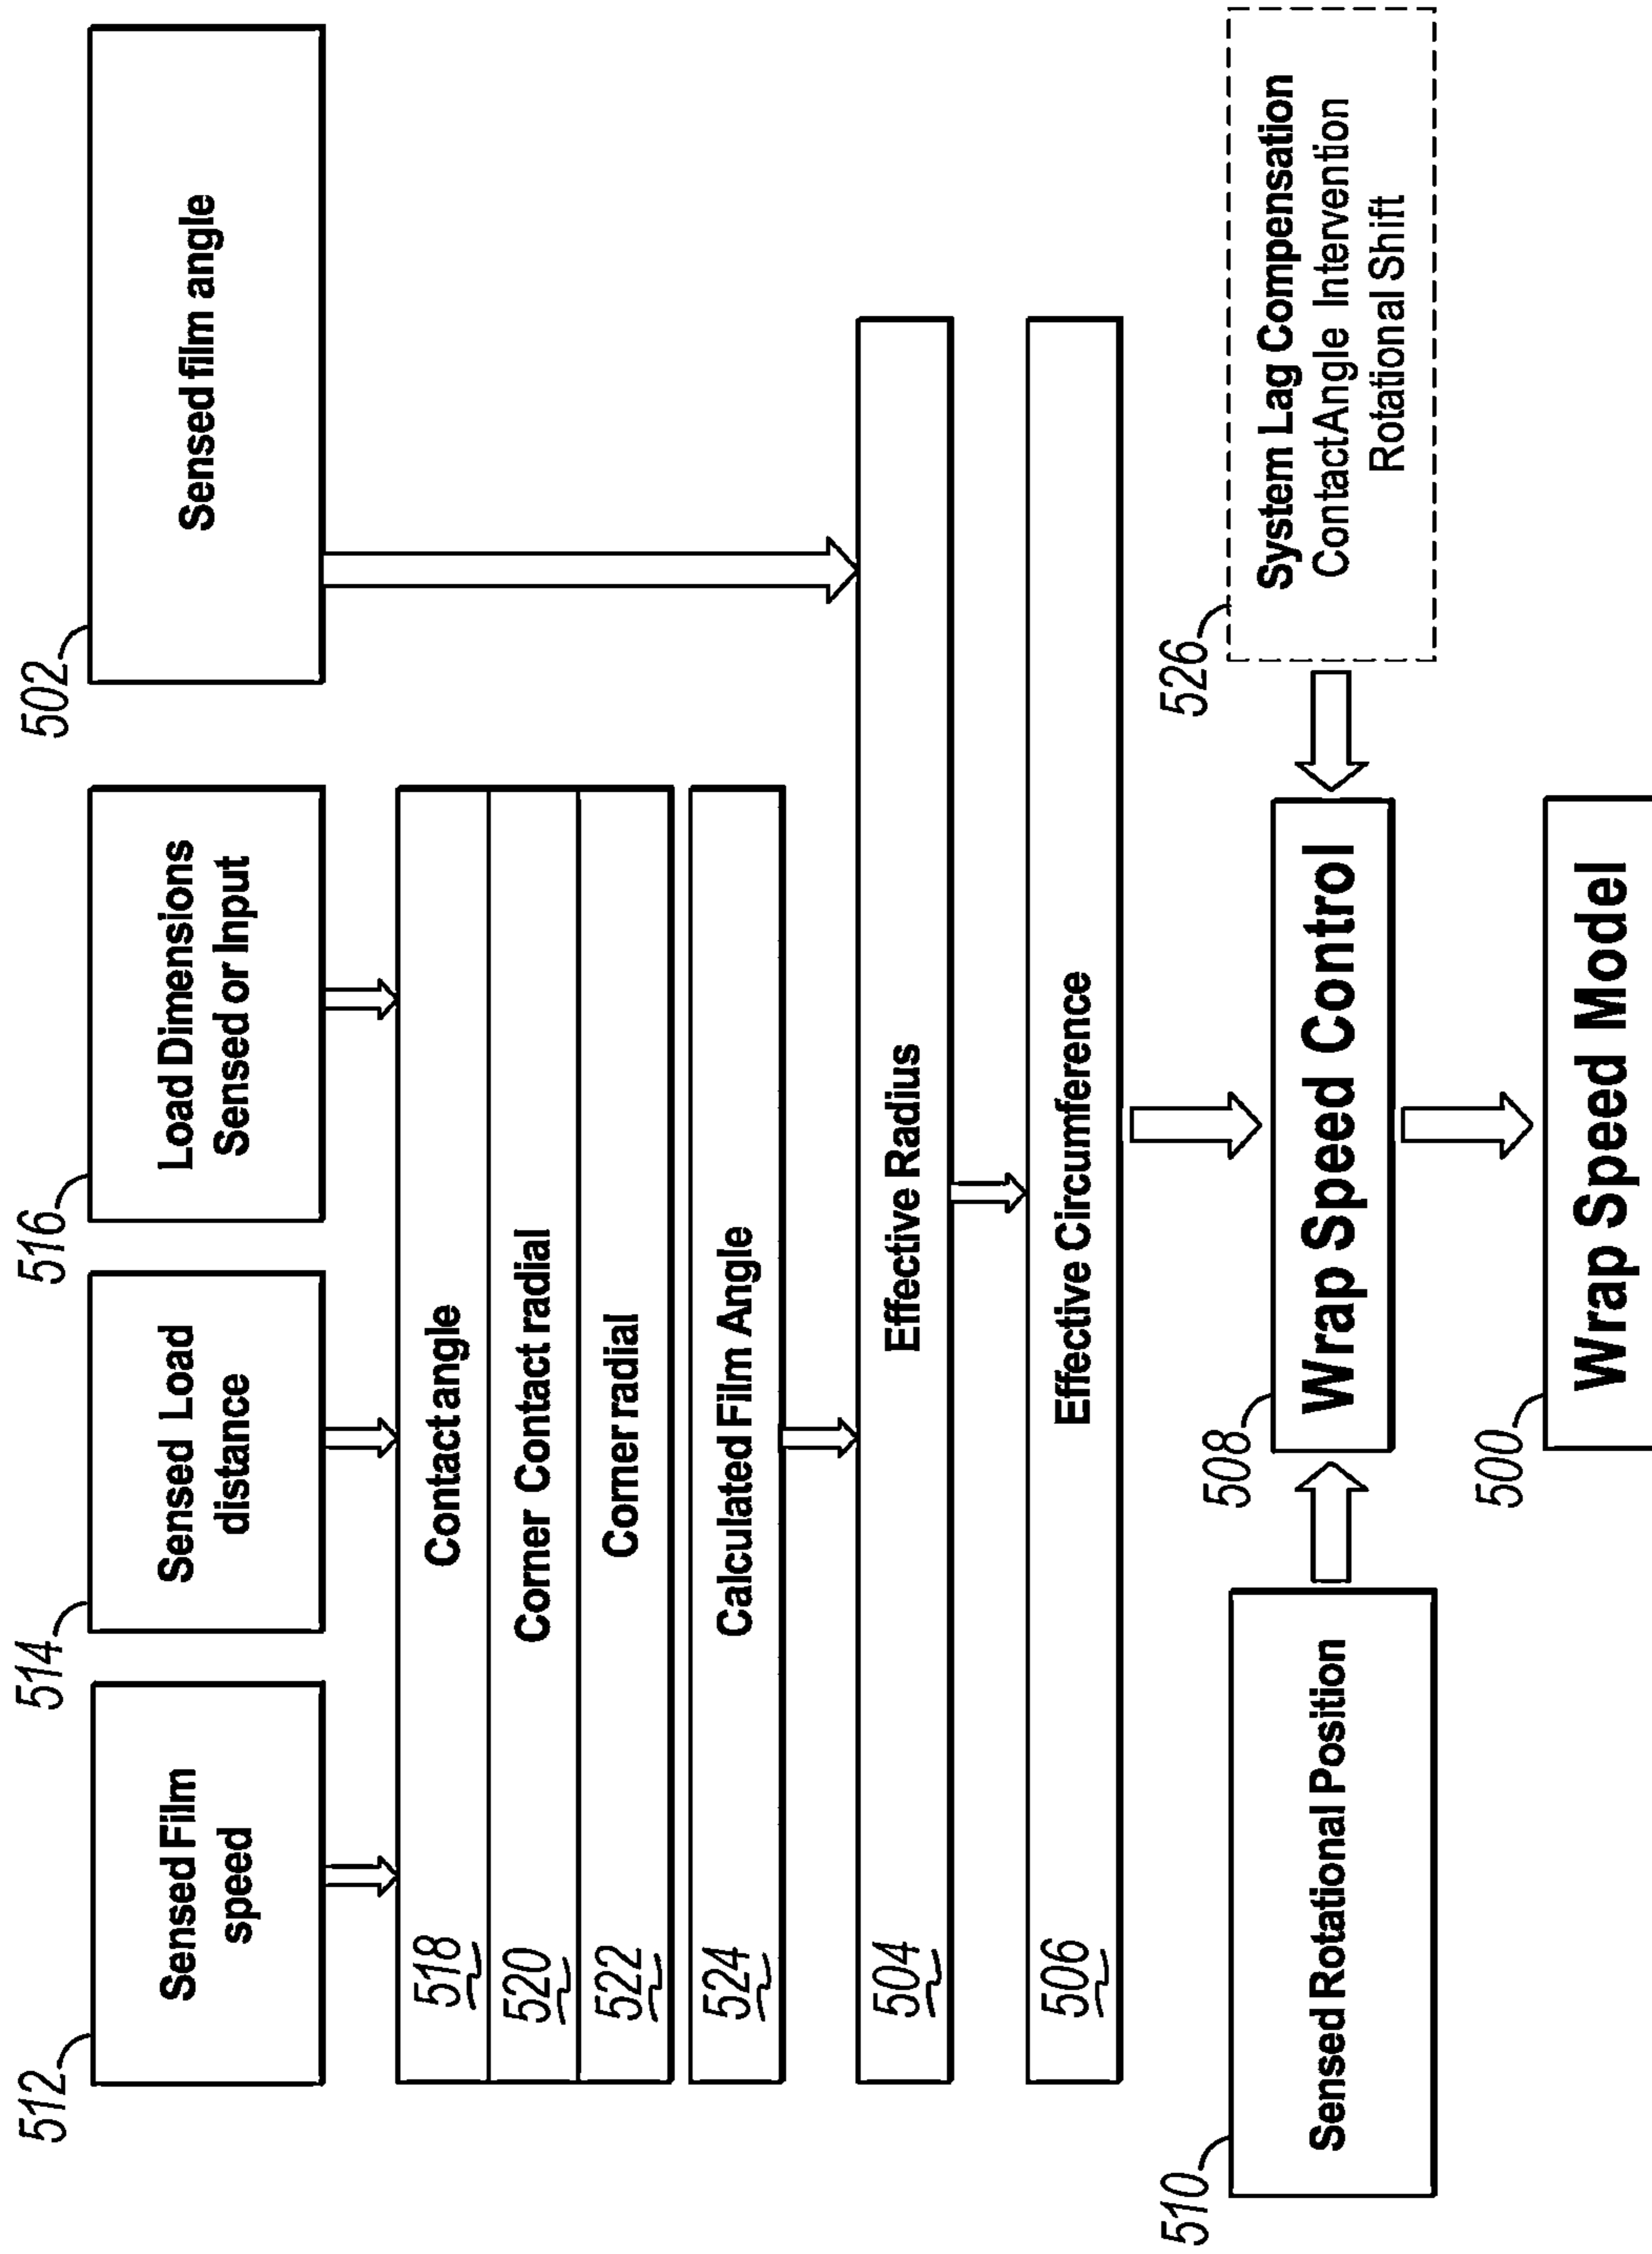 512
Sensed Film
speed
514
Sensed Load
distance
516
Load Dimensions
Sensed or Input
502
Sensed film angle
518
Contact angle
520
Corner Contact radial
522
Corner radial
524
Calculated Film Angle
504
Effective Radius
506
Effective Circumference
510
Sensed Rotational Position
508
Wrap Speed Control
526
System Lag Compensation
ContactAngle Intervention
Rotational Shift
500
Wrap Speed Model